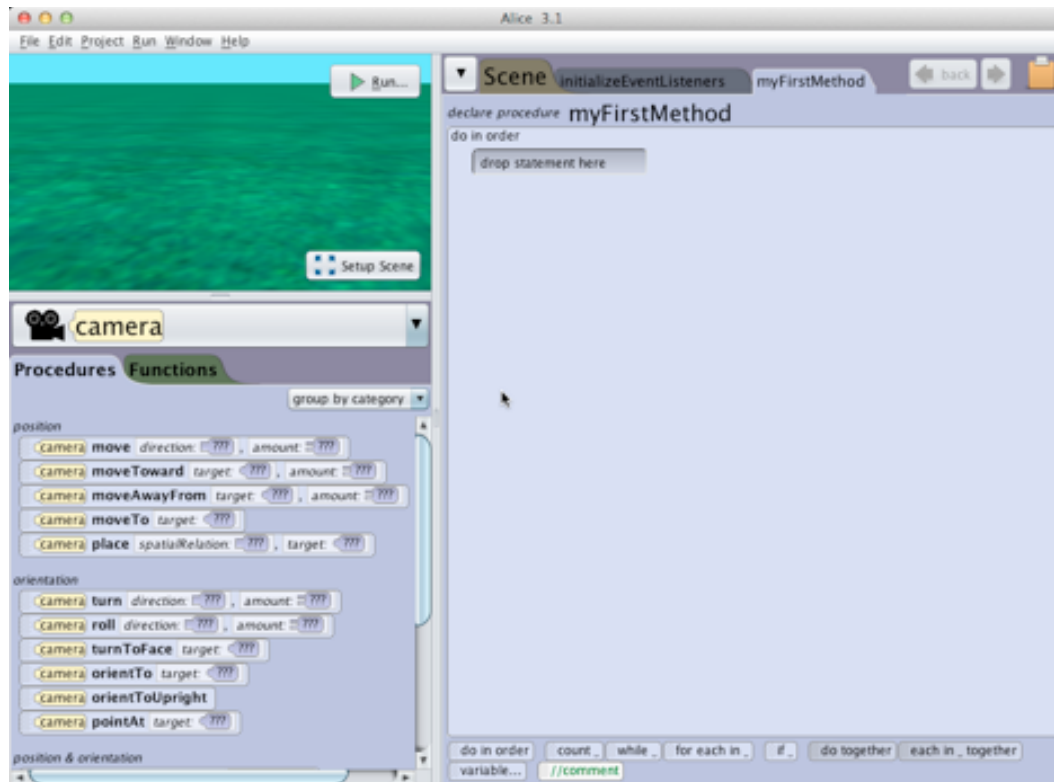 Alice 3.1
File Edit Project Run Window Help
Run...
Setup Scene
camera
Procedures Functions
group by category
position
camera move direction: ??? , amount: ???
camera moveToward target: ??? , amount: ???
camera moveAwayFrom target: ??? , amount: ???
camera moveTo target: ???
camera place spatialRelation: ??? , target: ???
orientation
camera turn direction: ??? , amount: ???
camera roll direction: ??? , amount: ???
camera turnToFace target: ???
camera orientTo target: ???
camera orientToUpright
camera pointAt target: ???
position & orientation
Scene initializeEventListeners myFirstMethod back
declare procedure myFirstMethod
do in order
drop statement here
do in order count _ while _ for each in _ if _ do together each in _ together
variable... //comment